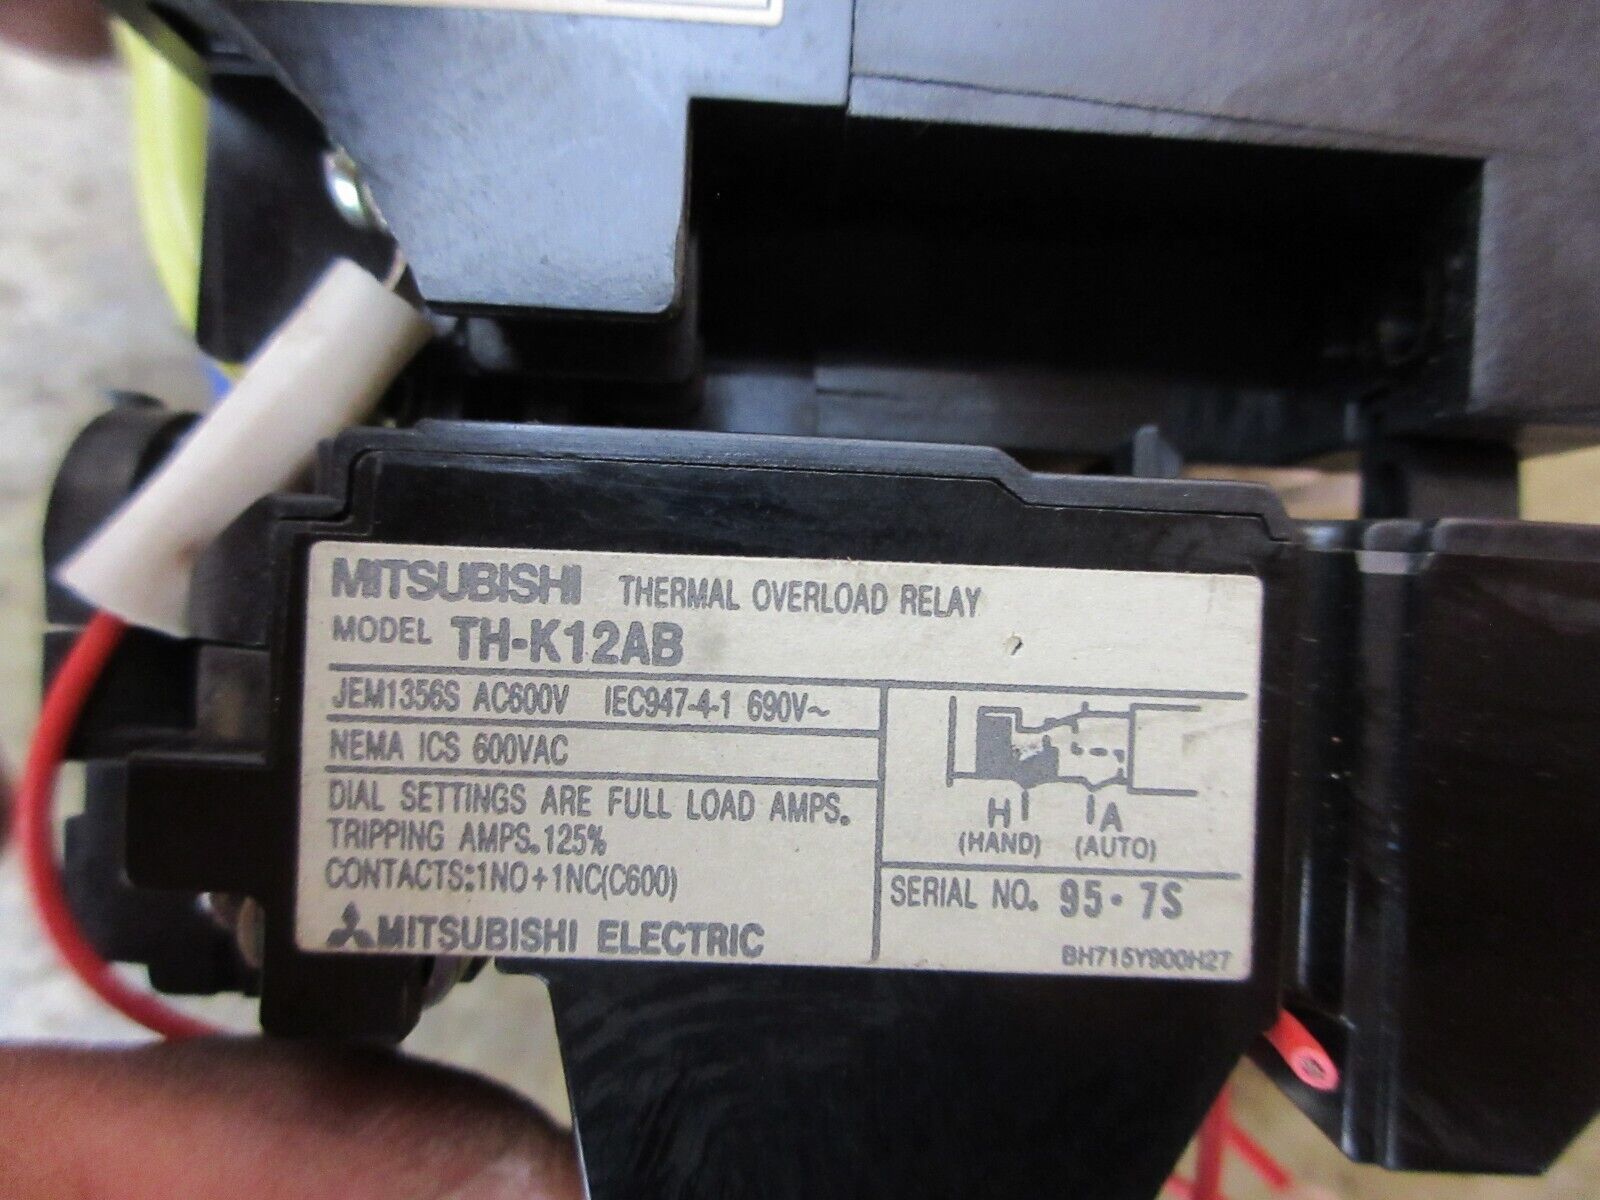 MITSUBISHI THERMAL OVERLOAD RELAY
MODEL TH-K12AB
JEM1356S AC600V IEC947-4-1 690V~
NEMA ICS 600VAC
DIAL SETTINGS ARE FULL LOAD AMPS.
TRIPPING AMPS. 125%
CONTACTS:1NO+1NC(C600)
MITSUBISHI ELECTRIC
H A
(HAND) (AUTO)
SERIAL NO. 95・7S
BH715Y900H27